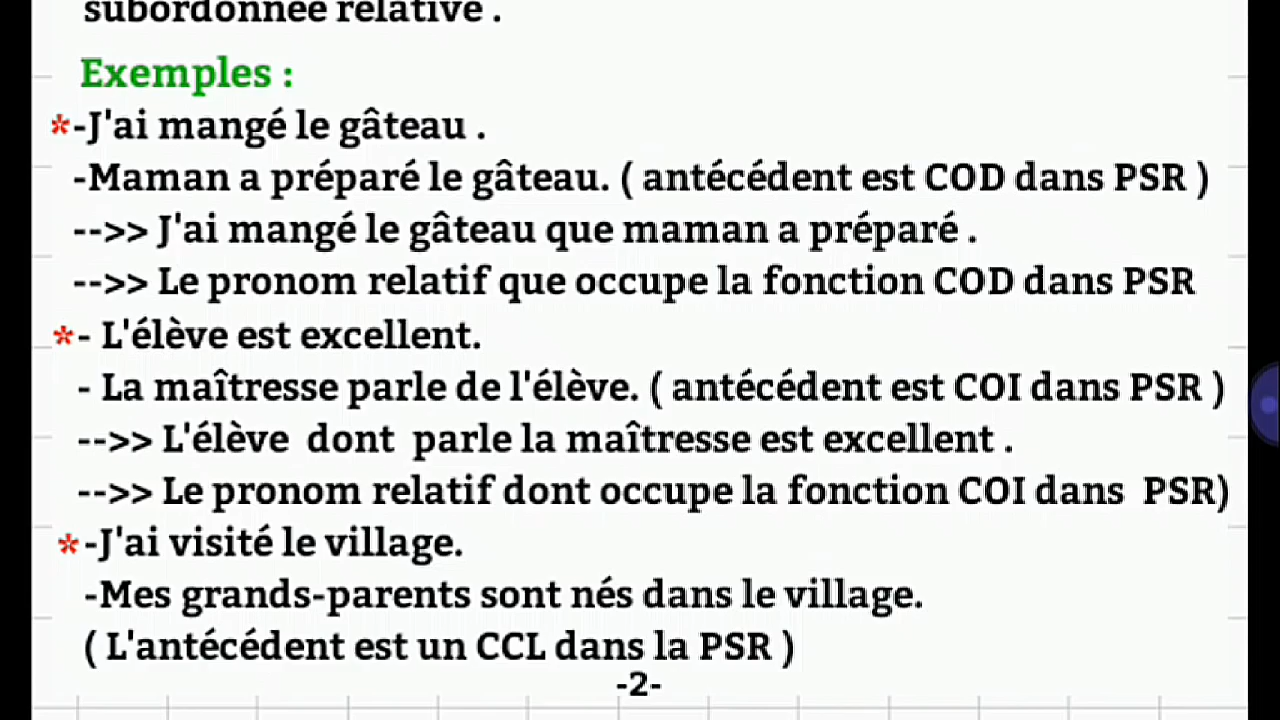 subordonnée relative .
Exemples :
*-J'ai mangé le gâteau .
-Maman a préparé le gâteau. ( antécédent est COD dans PSR )
-->> J'ai mangé le gâteau que maman a préparé .
-->> Le pronom relatif que occupe la fonction COD dans PSR
*- L'élève est excellent.
- La maîtresse parle de l'élève. ( antécédent est COI dans PSR )
-->> L'élève dont parle la maîtresse est excellent .
-->> Le pronom relatif dont occupe la fonction COI dans PSR)
*-J'ai visité le village.
-Mes grands-parents sont nés dans le village.
( L'antécédent est un CCL dans la PSR )
-2-